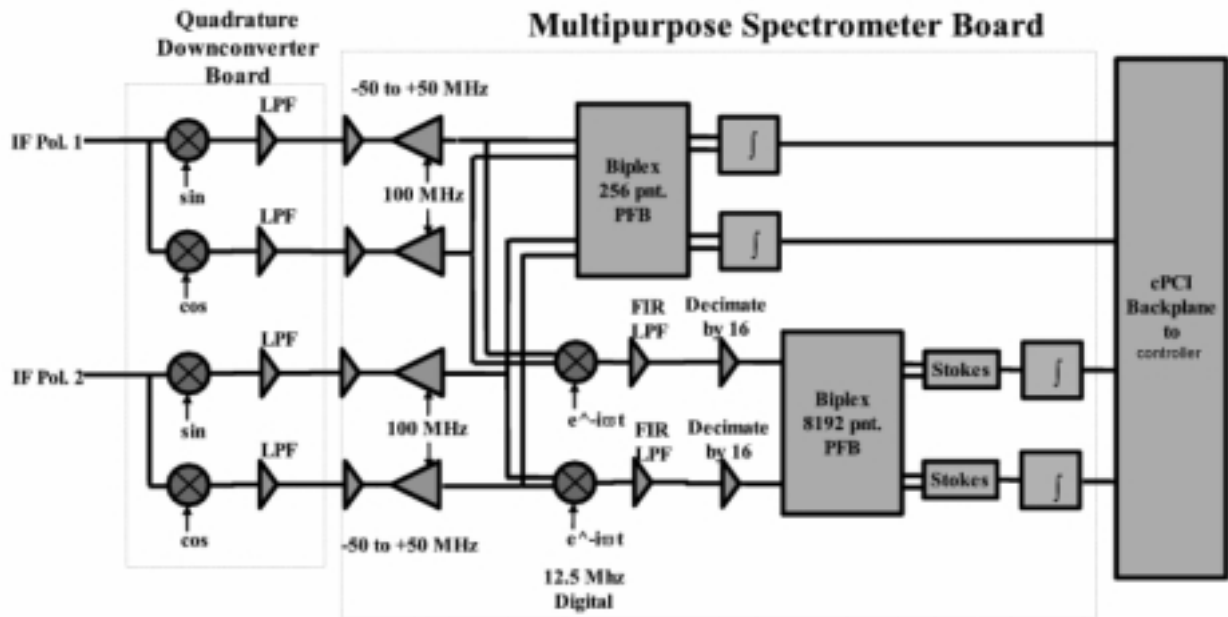 Quadrature
Downconverter
Board
Multipurpose Spectrometer Board
-50 to +50 MHz
LPF
IF Pol. 1
sin
100 MHz
LPF
cos
Biplex
256 pnt.
PFB
∫
∫
cPCI
Backplane
to
controller
FIR
LPF
Decimate
by 16
LPF
IF Pol. 2
sin
100 MHz
LPF
cos
-50 to +50 MHz
e^-iωt
FIR
LPF
Decimate
by 16
e^-iωt
12.5 Mhz
Digital
Biplex
8192 pnt.
PFB
Stokes
∫
Stokes
∫